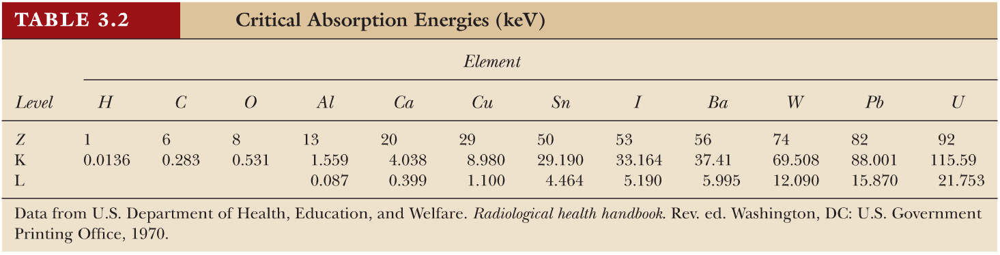 TABLE 3.2 Critical Absorption Energies (keV)
Element
Level H C O Al Ca Cu Sn I Ba W Pb U
Z 1 6 8 13 20 29 50 53 56 74 82 92
K 0.0136 0.283 0.531 1.559 4.038 8.980 29.190 33.164 37.41 69.508 88.001 115.59
L 0.087 0.399 1.100 4.464 5.190 5.995 12.090 15.870 21.753
Data from U.S. Department of Health, Education, and Welfare. Radiological health handbook. Rev. ed. Washington, DC: U.S. Government
Printing Office, 1970.